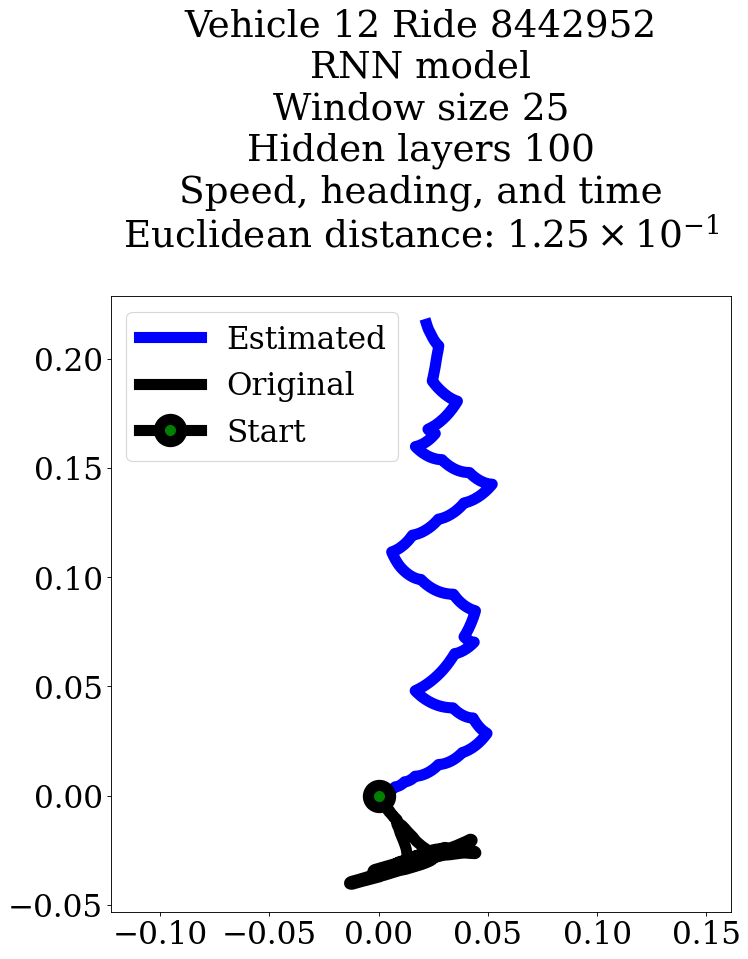 Vehicle 12 Ride 8442952
RNN model
Window size 25
Hidden layers 100
Speed, heading, and time
Euclidean distance: 1.25 × 10⁻¹
Estimated
Original
Start
0.20
0.15
0.10
0.05
0.00
−0.05
−0.10 −0.05 0.00 0.05 0.10 0.15